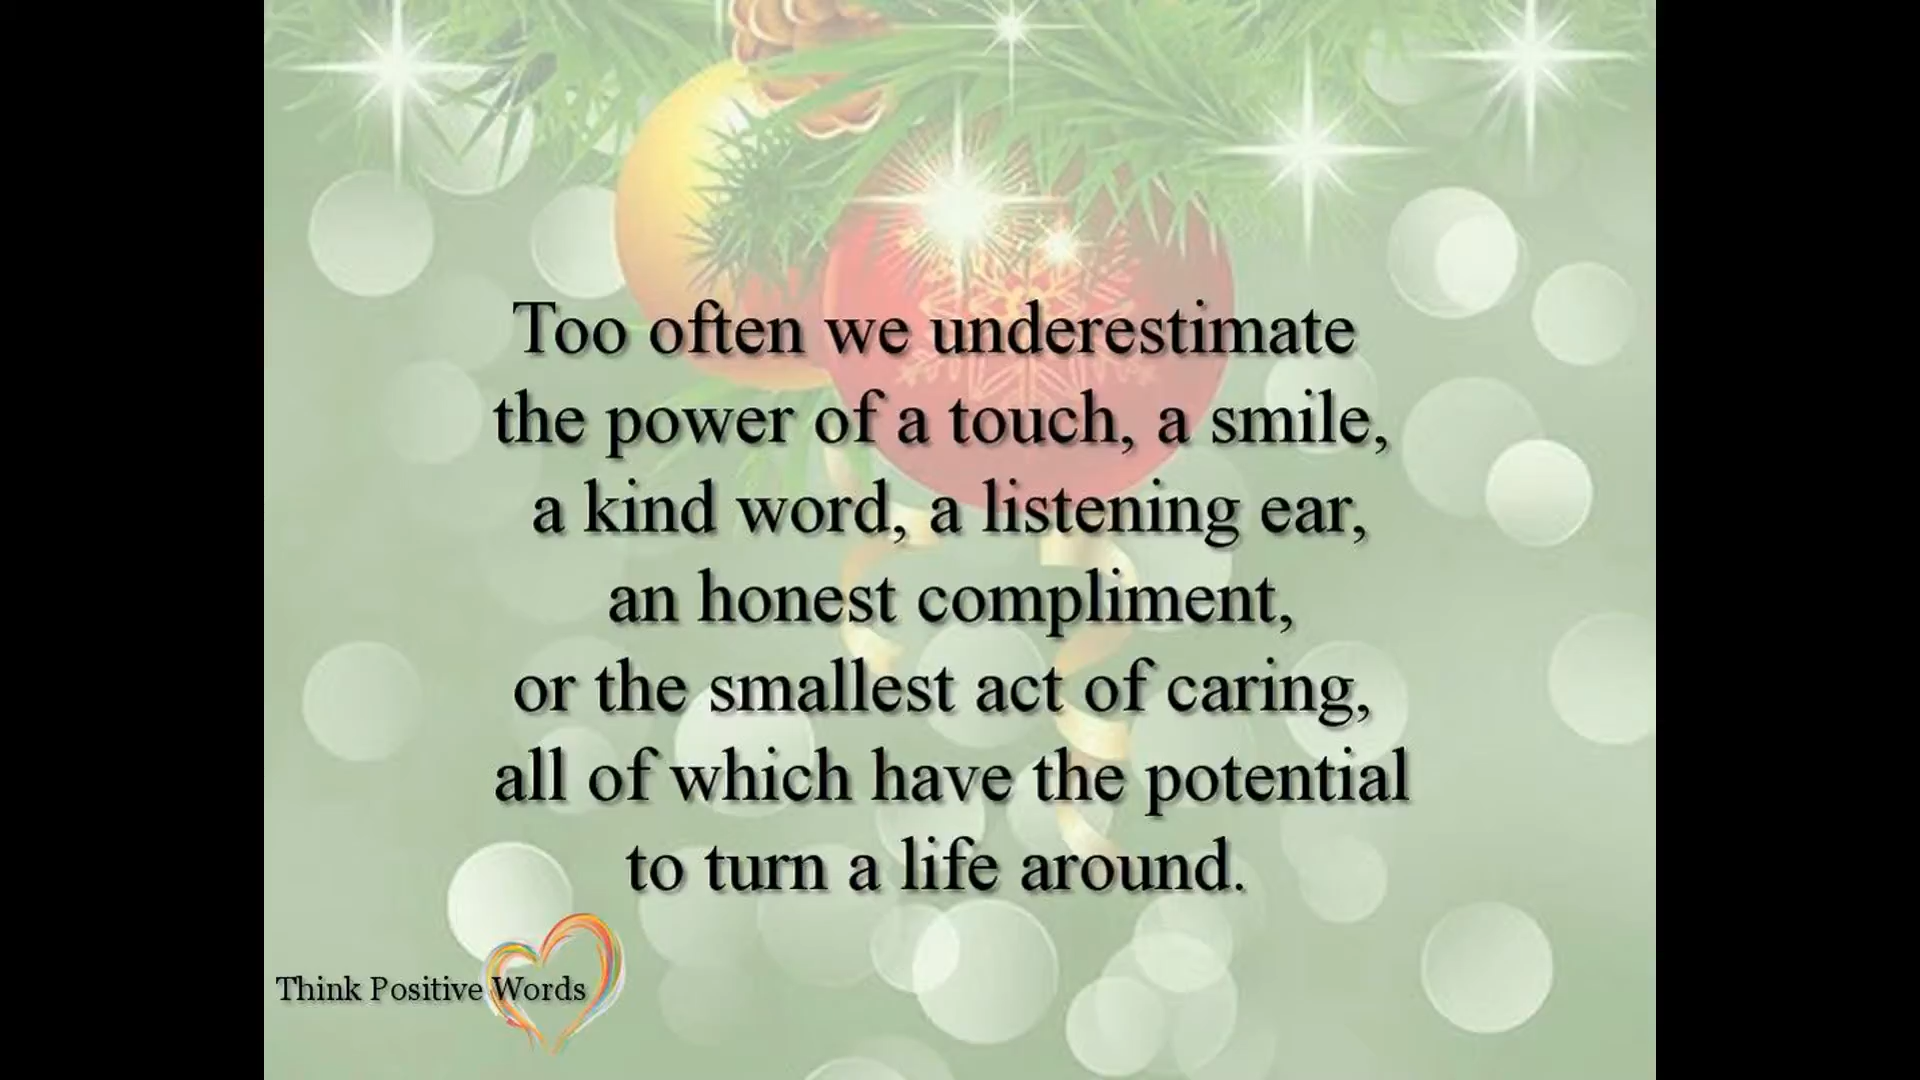 Too often we underestimate
the power of a touch, a smile,
a kind word, a listening ear,
an honest compliment,
or the smallest act of caring,
all of which have the potential
to turn a life around.
Think Positive Words